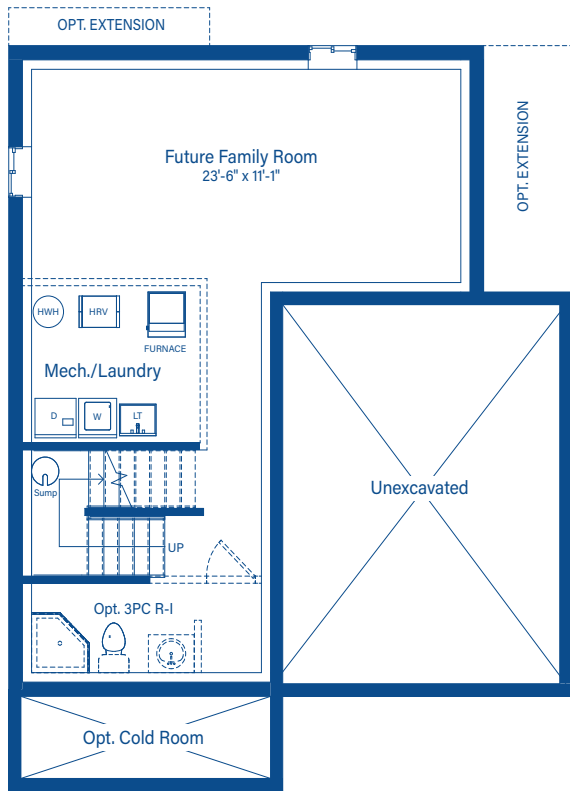 OPT. EXTENSION
OPT. EXTENSION
Future Family Room
23'-6" x 11'-1"
HWH
HRV
FURNACE
Mech./Laundry
D
W
LT
Sump
UP
Unexcavated
Opt. 3PC R-I
Opt. Cold Room